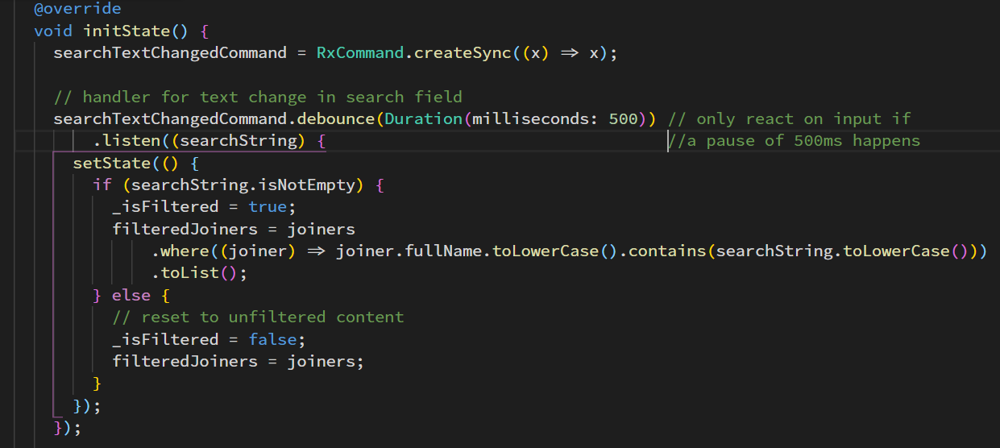 @override
void initState() {
searchTextChangedCommand = RxCommand.createSync((x) => x);
// handler for text change in search field
searchTextChangedCommand.debounce(Duration(milliseconds: 500)) // only react on input if
.listen((searchString) { //a pause of 500ms happens
setState(() {
if (searchString.isNotEmpty) {
_isFiltered = true;
filteredJoiners = joiners
.where((joiner) => joiner.fullName.toLowerCase().contains(searchString.toLowerCase()))
.toList();
} else {
// reset to unfiltered content
_isFiltered = false;
filteredJoiners = joiners;
}
});
});